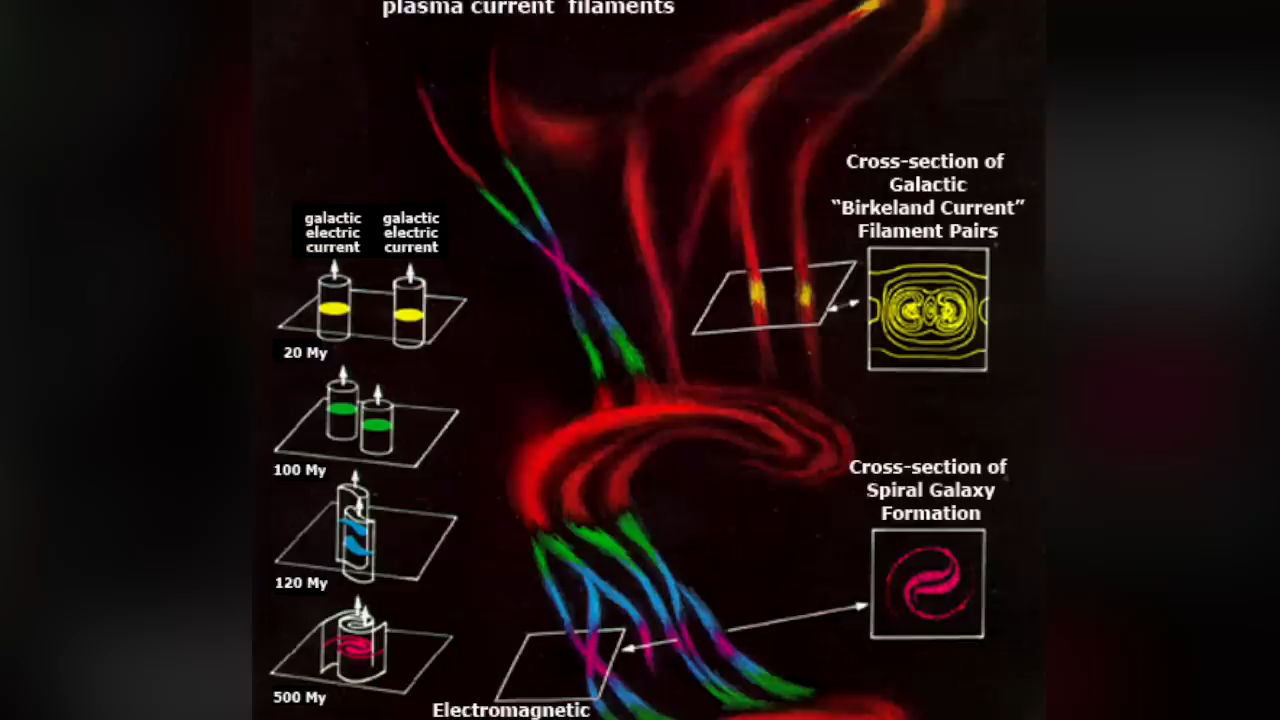 plasma current filaments
Cross-section of
Galactic
“Birkeland Current”
Filament Pairs
galactic
electric
current
galactic
electric
current
20 My
100 My
120 My
500 My
Cross-section of
Spiral Galaxy
Formation
Electromagnetic